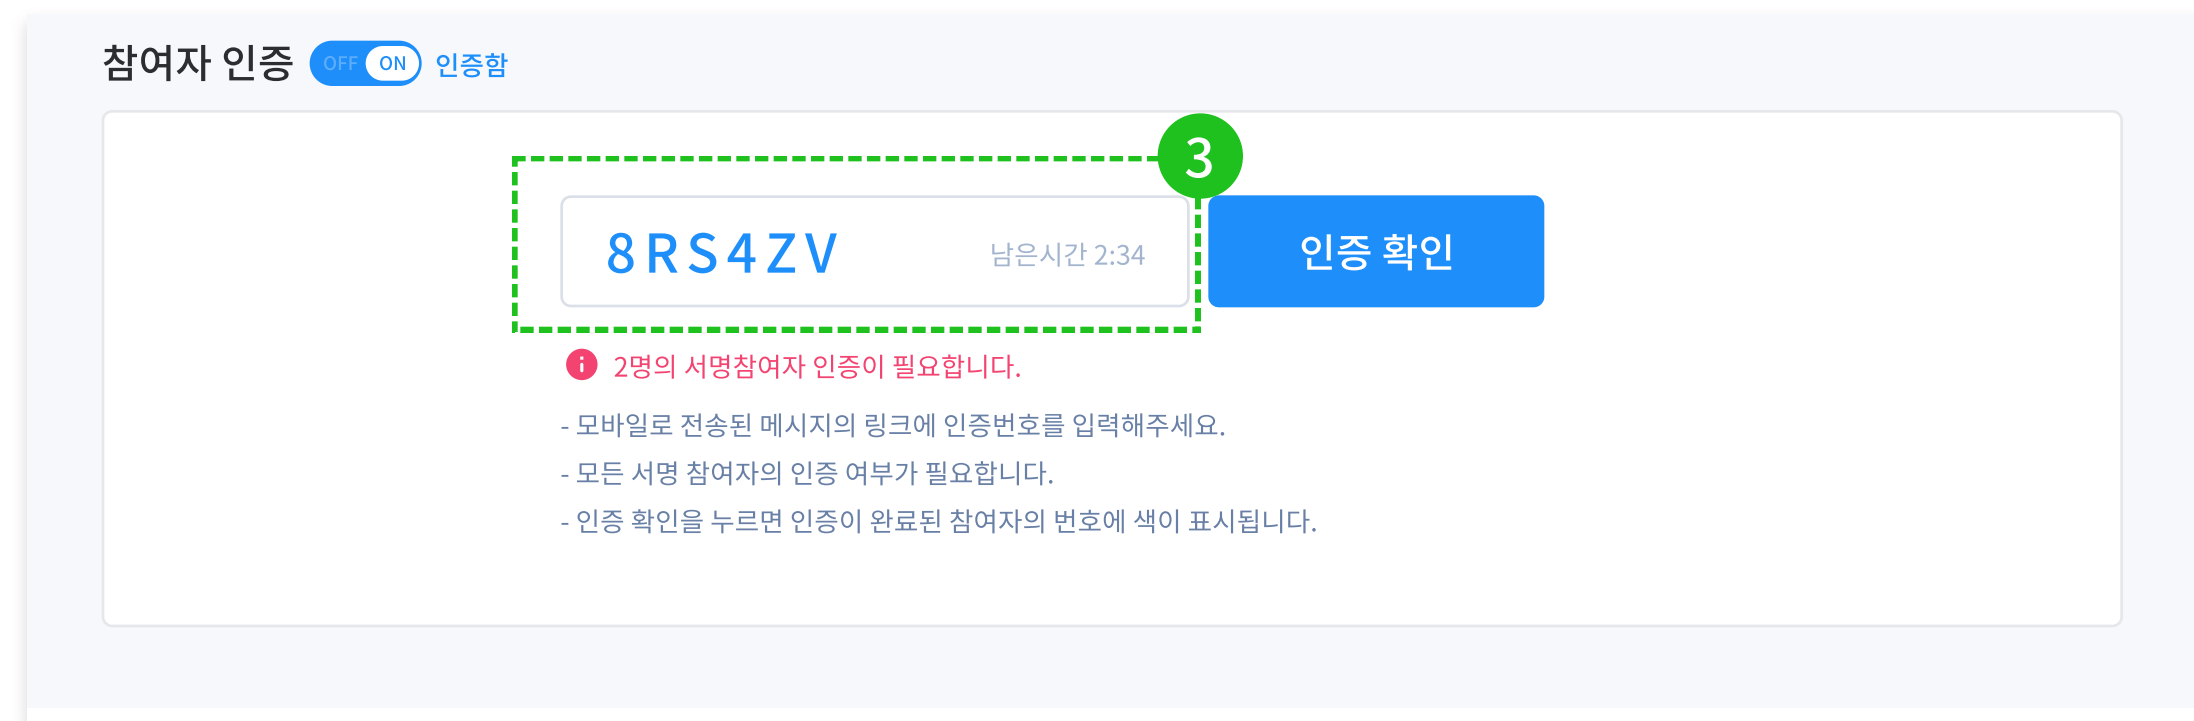 참여자 인증 OFF ON 인증함
3
8RS4ZV 남은시간 2:34 인증 확인
2명의 서명참여자 인증이 필요합니다.
- 모바일로 전송된 메시지의 링크에 인증번호를 입력해주세요.
- 모든 서명 참여자의 인증 여부가 필요합니다.
- 인증 확인을 누르면 인증이 완료된 참여자의 번호에 색이 표시됩니다.